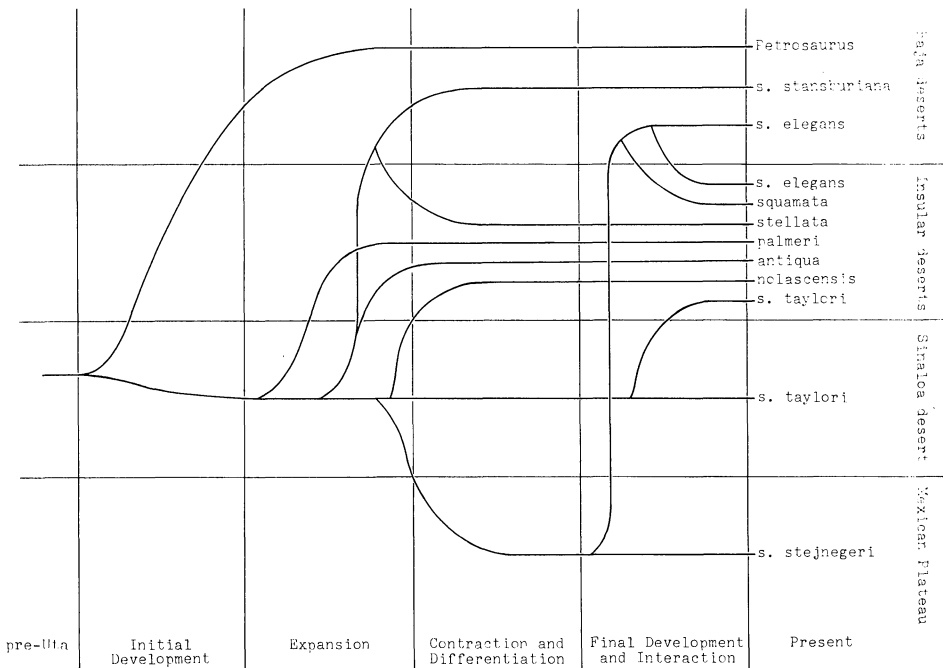 Petrosaurus
s. stansburiana
s. elegans
s. elegans
squamata
stellata
palmeri
antiqua
nolascensis
s. taylori
s. taylori
s. stejnegeri
Baja deserts
Insular deserts
Sinaloa desert
Mexican Plateau
pre-Uta
Initial
Development
Expansion
Contraction and
Differentiation
Final Development
and Interaction
Present